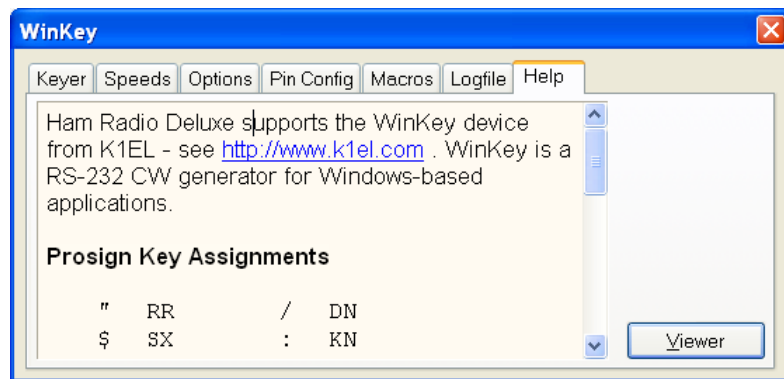 WinKey
Keyer Speeds Options Pin Config Macros Logfile Help
Ham Radio Deluxe supports the WinKey device
from K1EL - see http://www.k1el.com . WinKey is a
RS-232 CW generator for Windows-based
applications.
Prosign Key Assignments
" RR / DN
$ SX : KN
Viewer